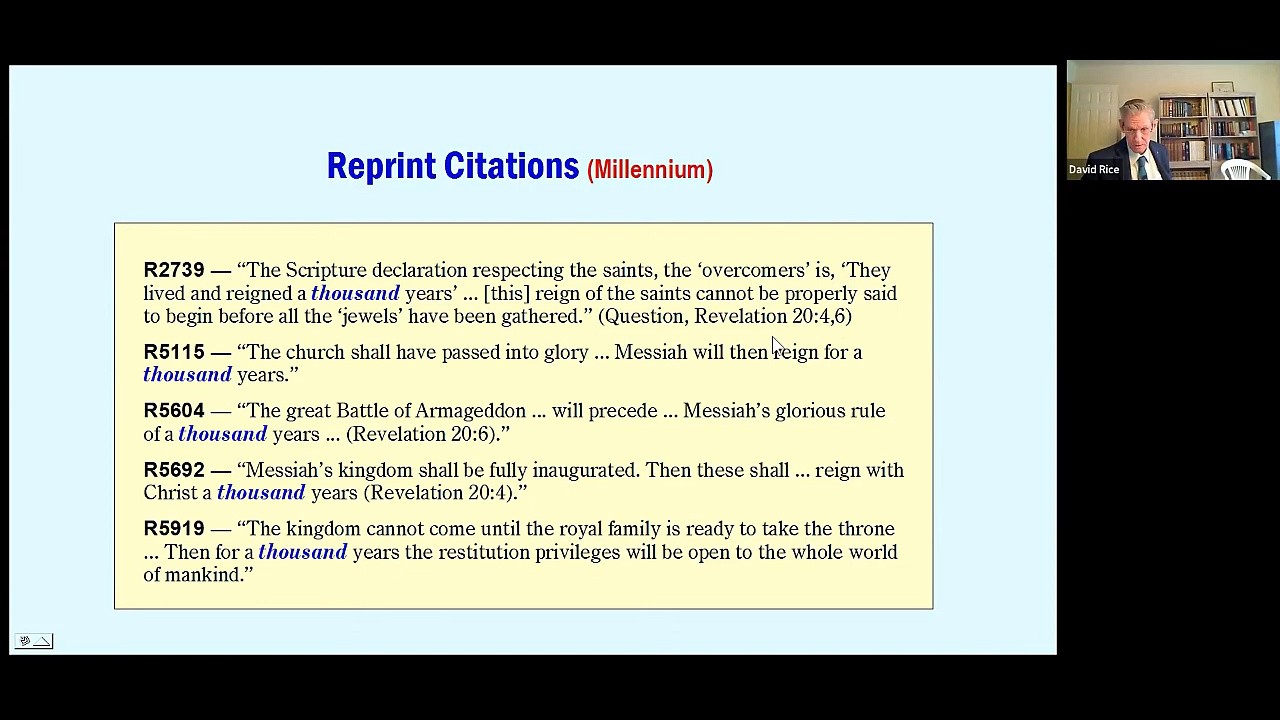 Reprint Citations (Millennium)
R2739 — “The Scripture declaration respecting the saints, the ‘overcomers’ is, ‘They
lived and reigned a thousand years’ ... [this] reign of the saints cannot be properly said
to begin before all the ‘jewels’ have been gathered.” (Question, Revelation 20:4,6)
R5115 — “The church shall have passed into glory ... Messiah will then reign for a
thousand years.”
R5604 — “The great Battle of Armageddon ... will precede ... Messiah’s glorious rule
of a thousand years ... (Revelation 20:6).”
R5692 — “Messiah’s kingdom shall be fully inaugurated. Then these shall ... reign with
Christ a thousand years (Revelation 20:4).”
R5919 — “The kingdom cannot come until the royal family is ready to take the throne
... Then for a thousand years the restitution privileges will be open to the whole world
of mankind.”
David Rice